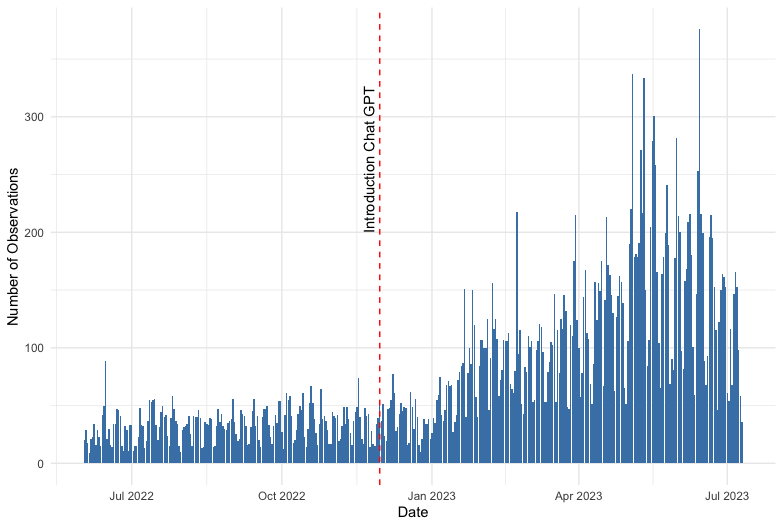 Number of Observations
300
200
100
0
Introduction Chat GPT
Jul 2022
Oct 2022
Jan 2023
Apr 2023
Jul 2023
Date